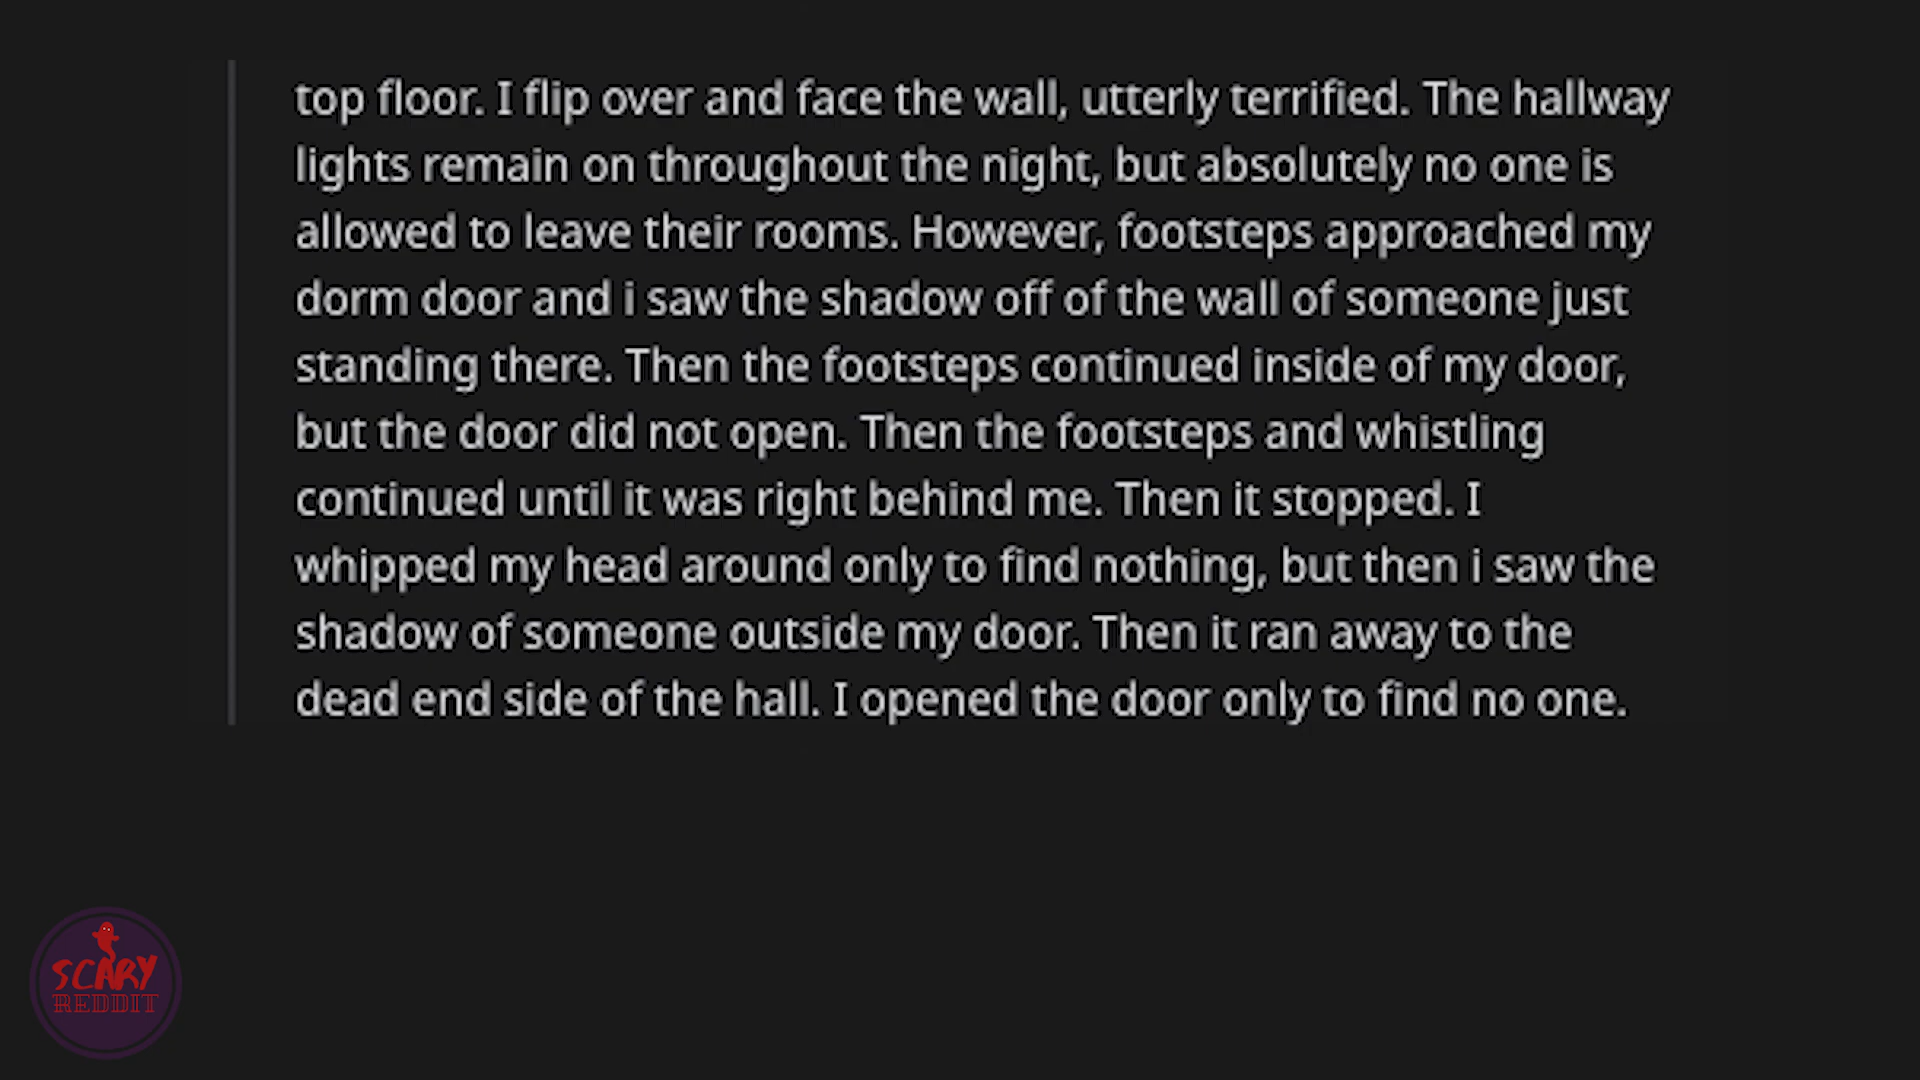 top floor. I flip over and face the wall, utterly terrified. The hallway
lights remain on throughout the night, but absolutely no one is
allowed to leave their rooms. However, footsteps approached my
dorm door and i saw the shadow off of the wall of someone just
standing there. Then the footsteps continued inside of my door,
but the door did not open. Then the footsteps and whistling
continued until it was right behind me. Then it stopped. I
whipped my head around only to find nothing, but then i saw the
shadow of someone outside my door. Then it ran away to the
dead end side of the hall. I opened the door only to find no one.
SCARY
REDDIT